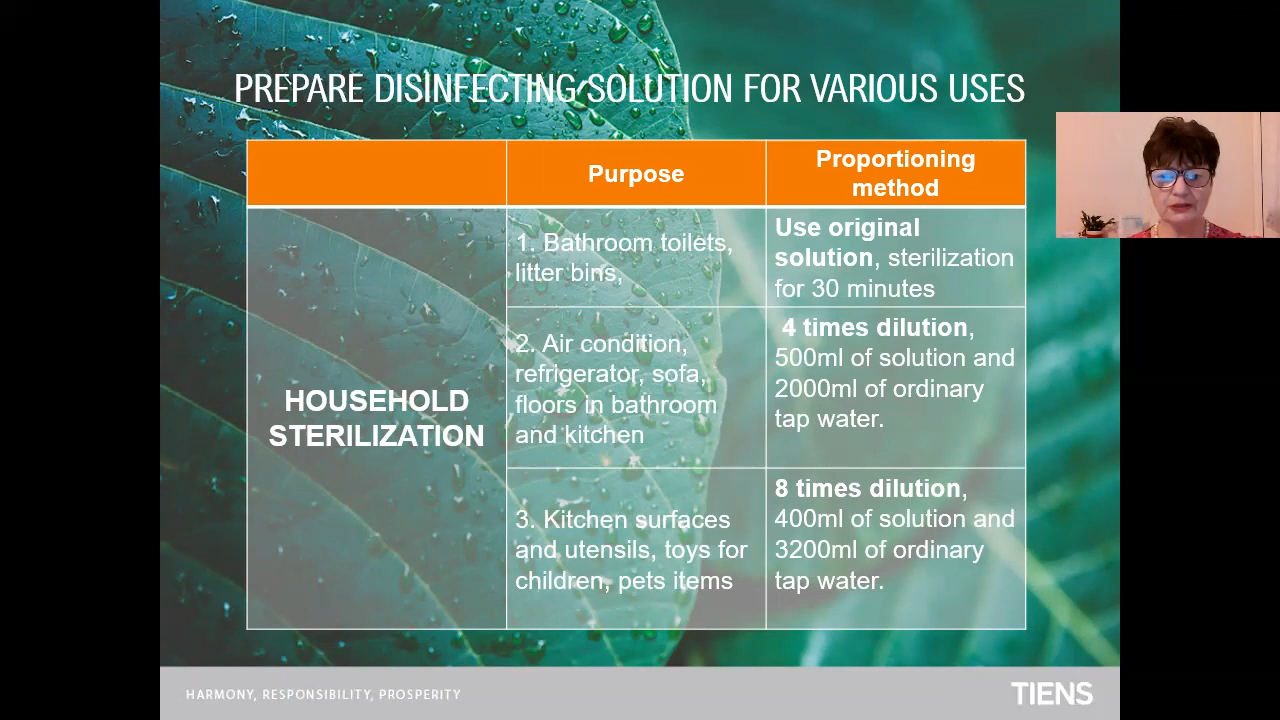 PREPARE DISINFECTING SOLUTION FOR VARIOUS USES
Purpose
Proportioning
method
HOUSEHOLD
STERILIZATION
1. Bathroom toilets,
litter bins,
Use original
solution, sterilization
for 30 minutes
2. Air condition,
refrigerator, sofa,
floors in bathroom
and kitchen
4 times dilution,
500ml of solution and
2000ml of ordinary
tap water.
3. Kitchen surfaces
and utensils, toys for
children, pets items
8 times dilution,
400ml of solution and
3200ml of ordinary
tap water.
HARMONY, RESPONSIBILITY, PROSPERITY
TIENS